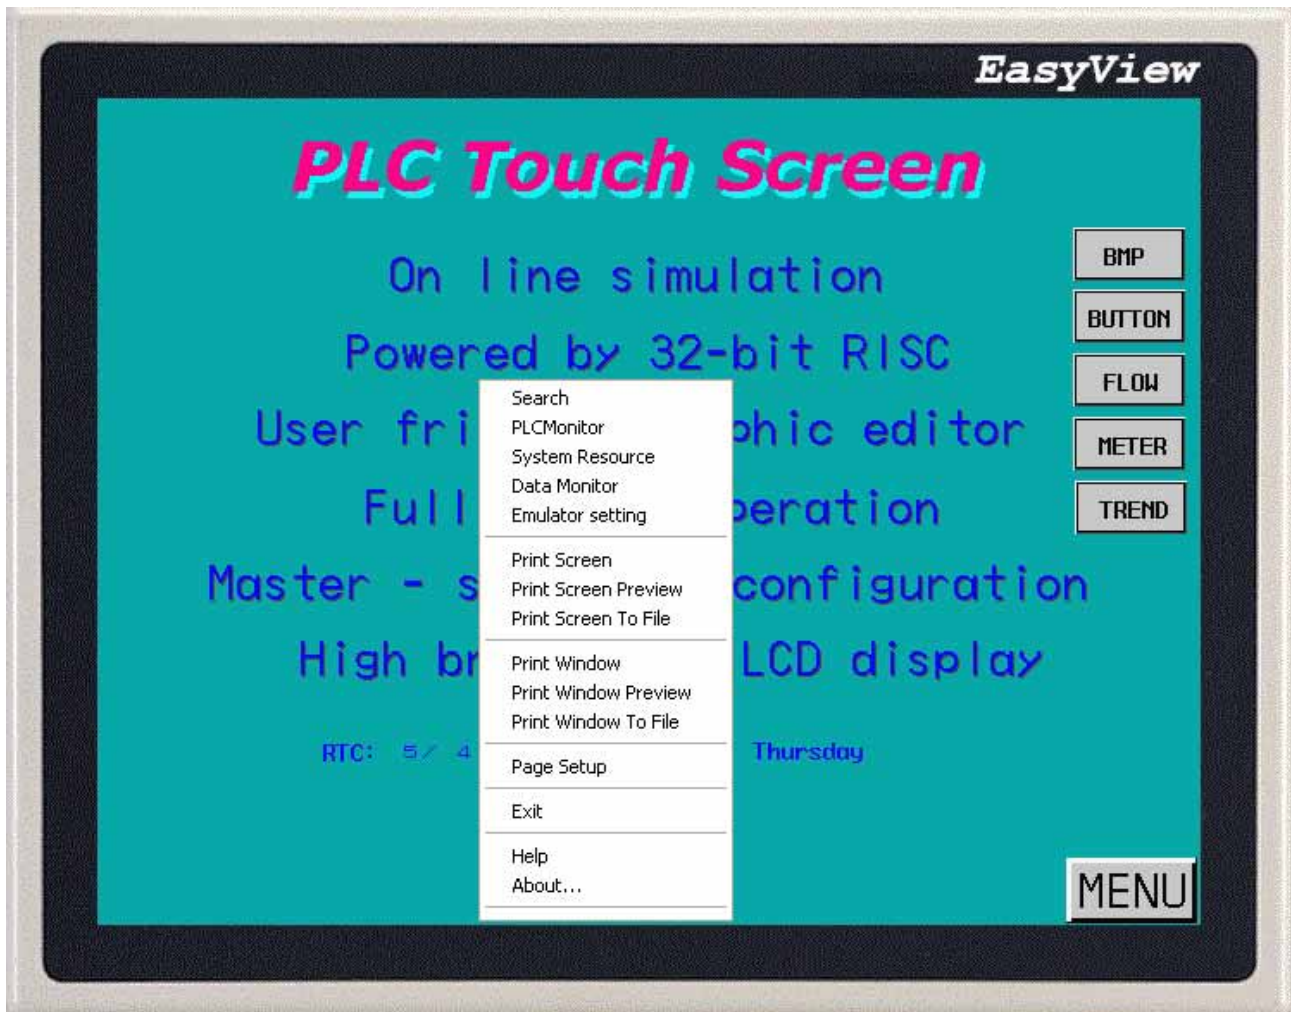 EasyView
PLC Touch Screen
On line simulation
Powered by 32-bit RISC
User fri phic editor
Full peration
Master - s configuration
High br LCD display
RTC: 5/ 4 Thursday
Search
PLCMonitor
System Resource
Data Monitor
Emulator setting
Print Screen
Print Screen Preview
Print Screen To File
Print Window
Print Window Preview
Print Window To File
Page Setup
Exit
Help
About...
BMP
BUTTON
FLOW
METER
TREND
MENU